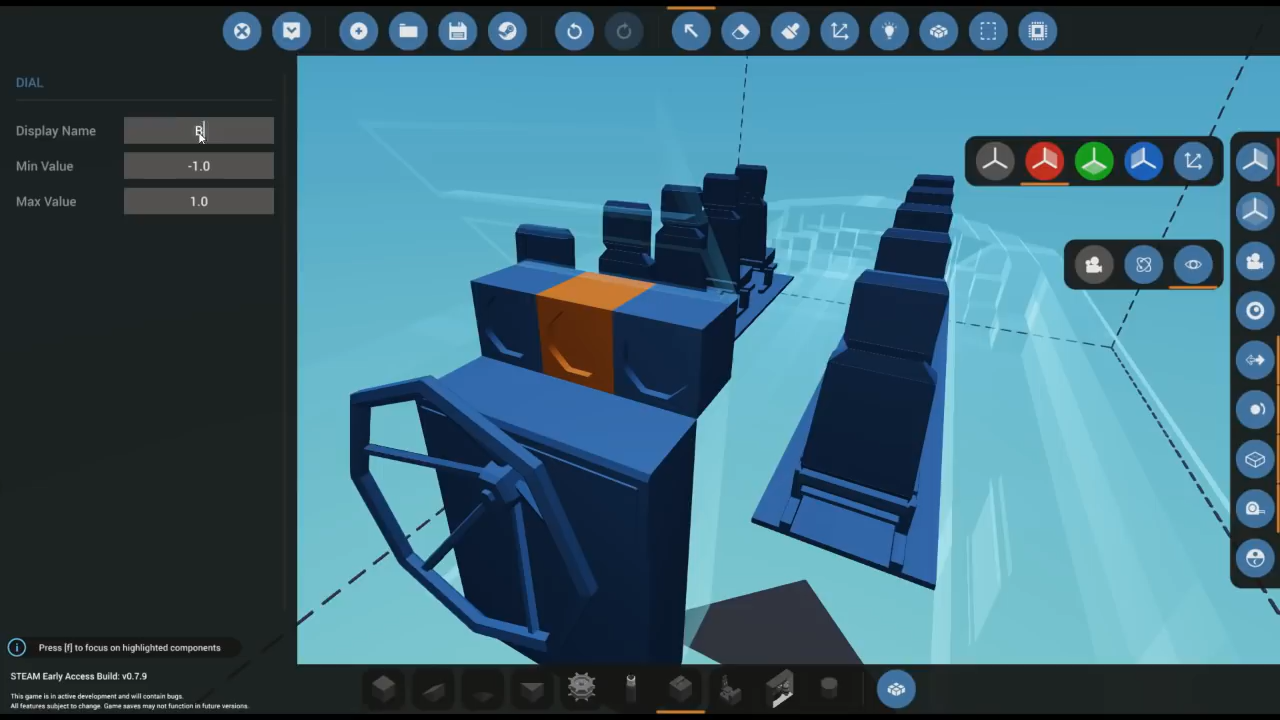 DIAL
Display Name B
Min Value -1.0
Max Value 1.0
Press [f] to focus on highlighted components
STEAM Early Access Build: v0.7.9
This game is in active development and will contain bugs.
All features subject to change. Game saves may not function in future versions.